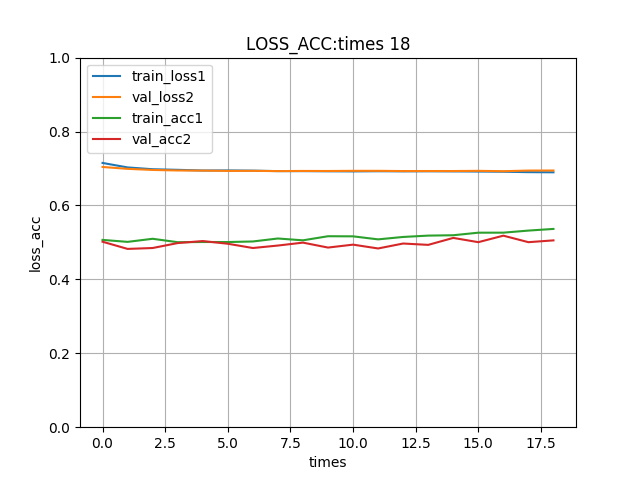 LOSS_ACC:times 18
1.0
0.8
0.6
0.4
0.2
0.0
loss_acc
train_loss1
val_loss2
train_acc1
val_acc2
0.0 2.5 5.0 7.5 10.0 12.5 15.0 17.5
times